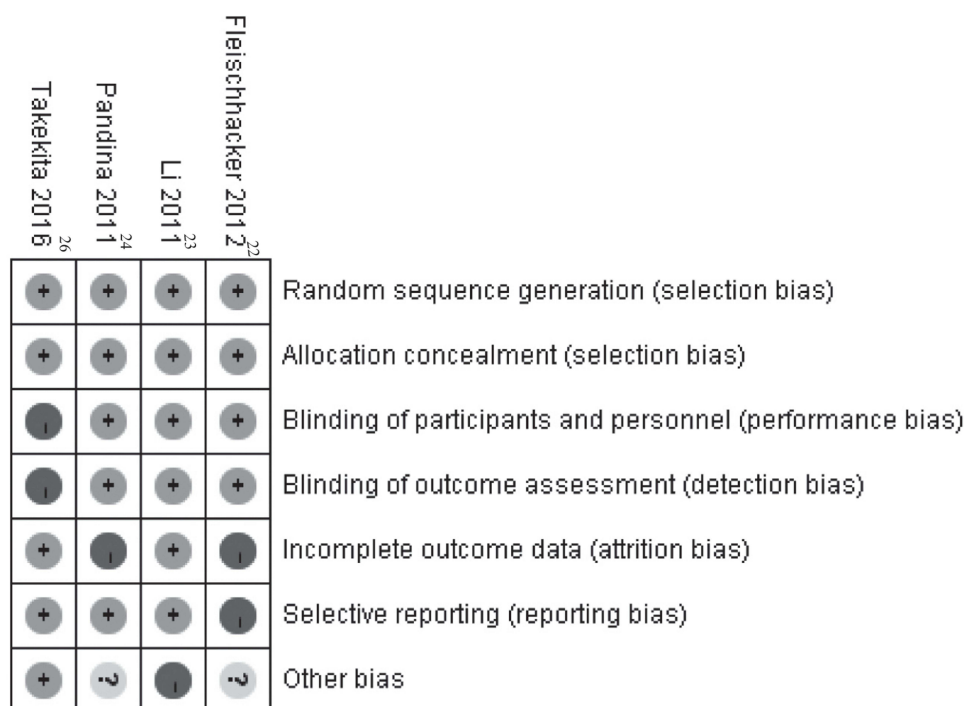 Takekita 2016 26
Pandina 2011 24
Li 2011 23
Fleischhacker 2012 22
+ + + + Random sequence generation (selection bias)
+ + + + Allocation concealment (selection bias)
– + + + Blinding of participants and personnel (performance bias)
– + + + Blinding of outcome assessment (detection bias)
+ – + – Incomplete outcome data (attrition bias)
+ + + – Selective reporting (reporting bias)
+ ? – ? Other bias